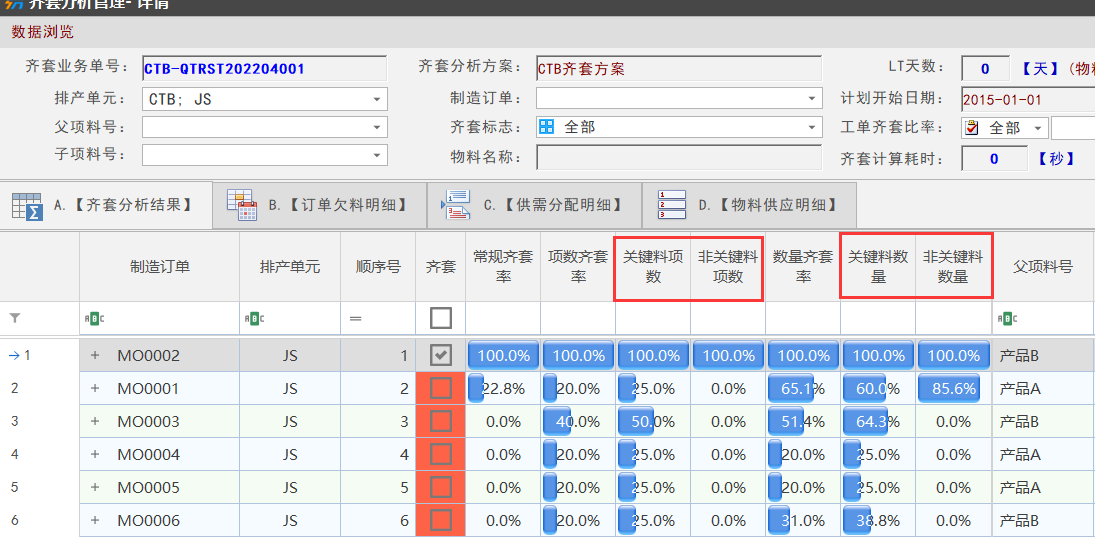 齐套分析管理- 详情
数据浏览
齐套业务单号: CTB-QTRST202204001 齐套分析方案: CTB齐套方案 LT天数: 0 【天】(物料
排产单元: CTB; JS 制造订单: 计划开始日期: 2015-01-01
父项料号: 齐套标志: 全部 工单齐套比率: 全部
子项料号: 物料名称: 齐套计算耗时: 0 【秒】
A.【齐套分析结果】 B.【订单欠料明细】 C.【供需分配明细】 D.【物料供应明细】
制造订单 排产单元 顺序号 齐套 常规齐套率 项数齐套率 关键料项数 非关键料项数 数量齐套率 关键料数量 非关键料数量 父项料号
ABC ABC = ABC
1 + MO0002 JS 1 100.0% 100.0% 100.0% 100.0% 100.0% 100.0% 100.0% 产品B
2 + MO0001 JS 2 22.8% 20.0% 25.0% 0.0% 65.1% 60.0% 85.6% 产品A
3 + MO0003 JS 3 0.0% 40.0% 50.0% 0.0% 51.4% 64.3% 0.0% 产品B
4 + MO0004 JS 4 0.0% 20.0% 25.0% 0.0% 20.0% 25.0% 0.0% 产品A
5 + MO0005 JS 5 0.0% 20.0% 25.0% 0.0% 20.0% 25.0% 0.0% 产品A
6 + MO0006 JS 6 0.0% 20.0% 25.0% 0.0% 31.0% 38.8% 0.0% 产品B